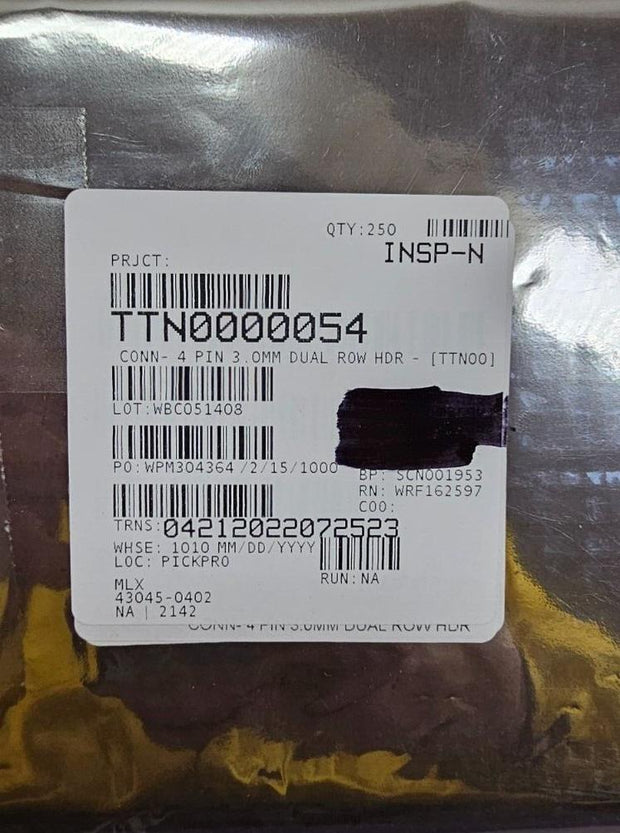 QTY:250
INSP-N
PRJCT:
TTN0000054
CONN- 4 PIN 3.0MM DUAL ROW HDR - [TTN00]
LOT:WBC051408
PO:WPM304364/2/15/1000
BP: SCN001953
RN: WRF162597
COO:
TRNS:04212022072523
WHSE: 1010 MM/DD/YYYY
LOC: PICKPRO
RUN:NA
MLX
43045-0402
NA | 2142
CONN- 4 PIN 3.0MM DUAL ROW HDR